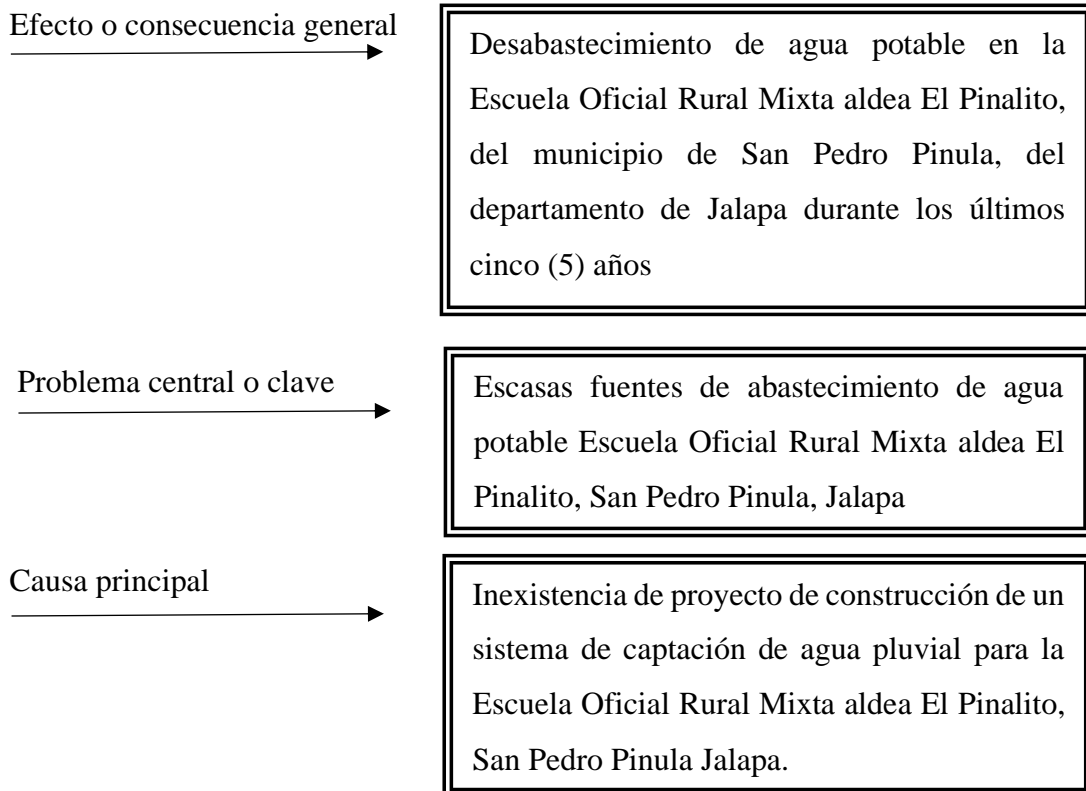 Efecto o consecuencia general
Desabastecimiento de agua potable en la
Escuela Oficial Rural Mixta aldea El Pinalito,
del municipio de San Pedro Pinula, del
departamento de Jalapa durante los últimos
cinco (5) años
Problema central o clave
Escasas fuentes de abastecimiento de agua
potable Escuela Oficial Rural Mixta aldea El
Pinalito, San Pedro Pinula, Jalapa
Causa principal
Inexistencia de proyecto de construcción de un
sistema de captación de agua pluvial para la
Escuela Oficial Rural Mixta aldea El Pinalito,
San Pedro Pinula Jalapa.